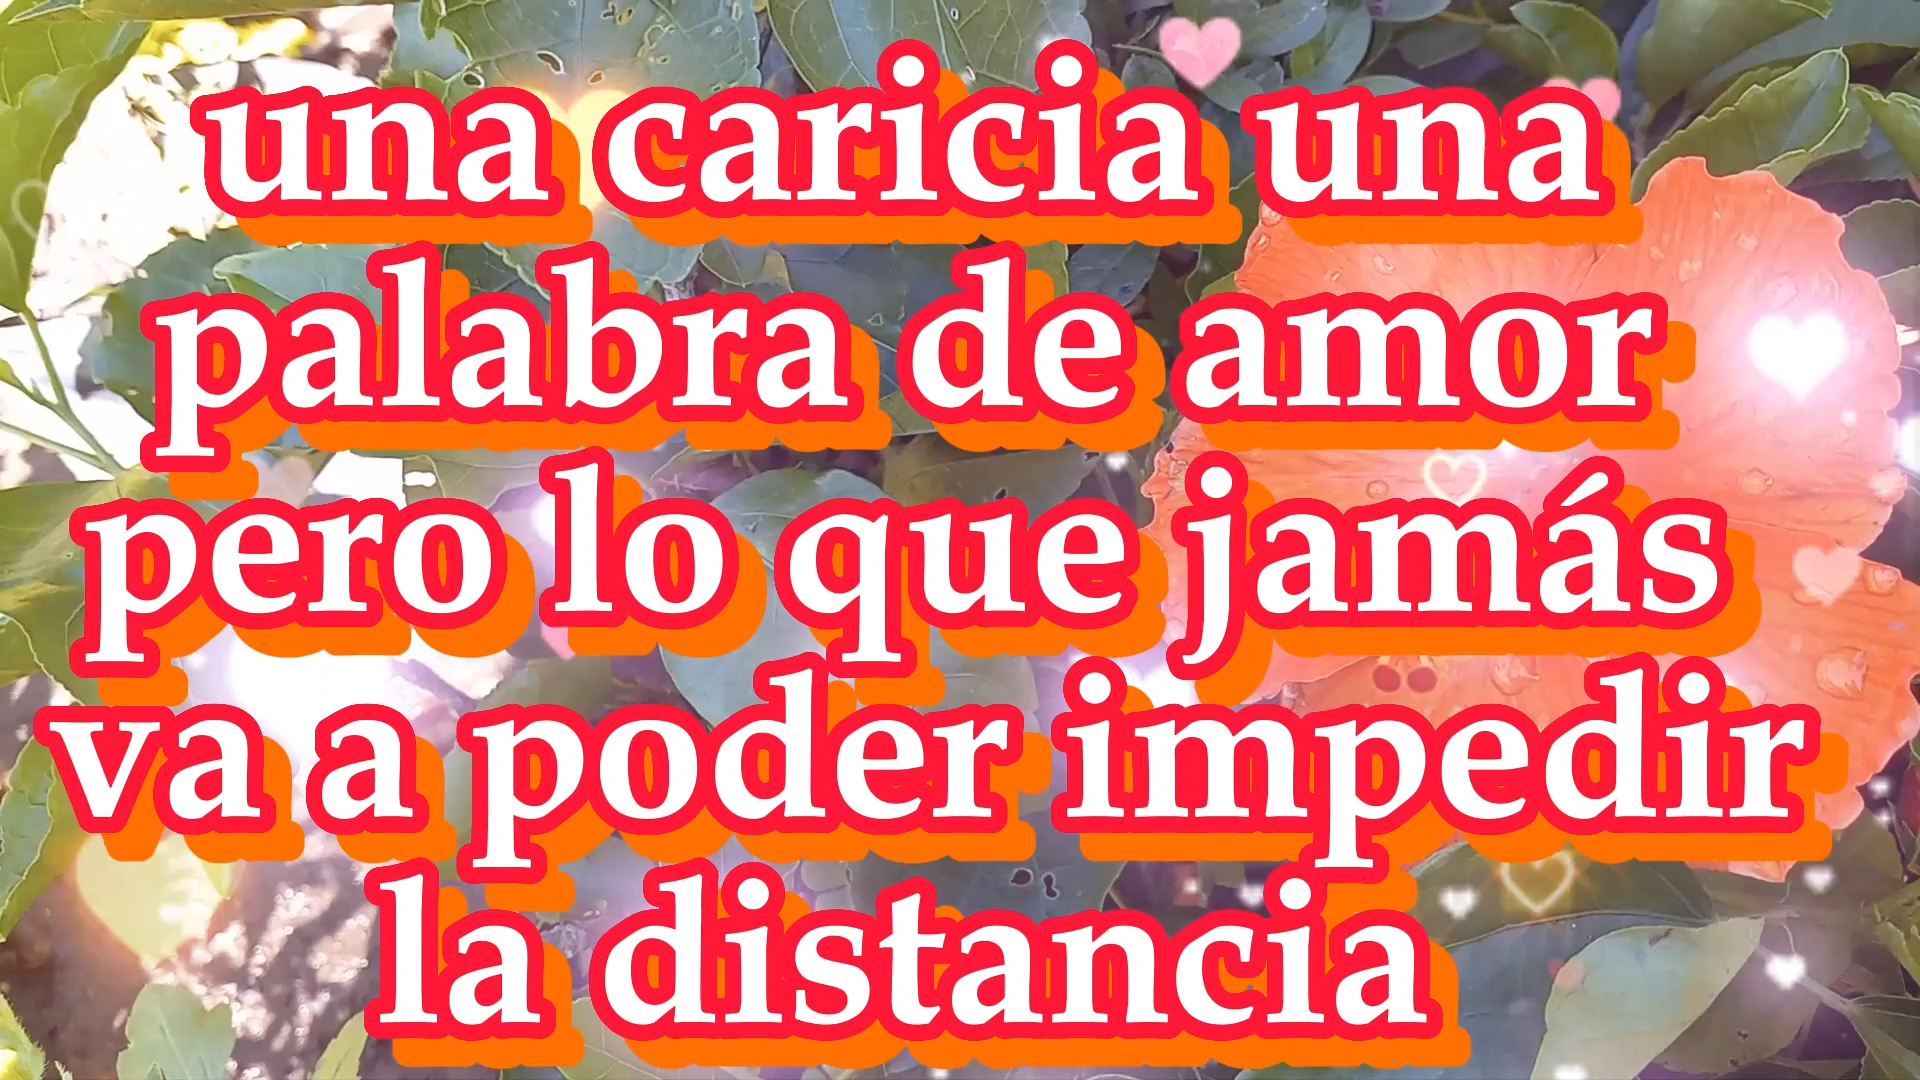 una caricia una
palabra de amor
pero lo que jamás
va a poder impedir
la distancia